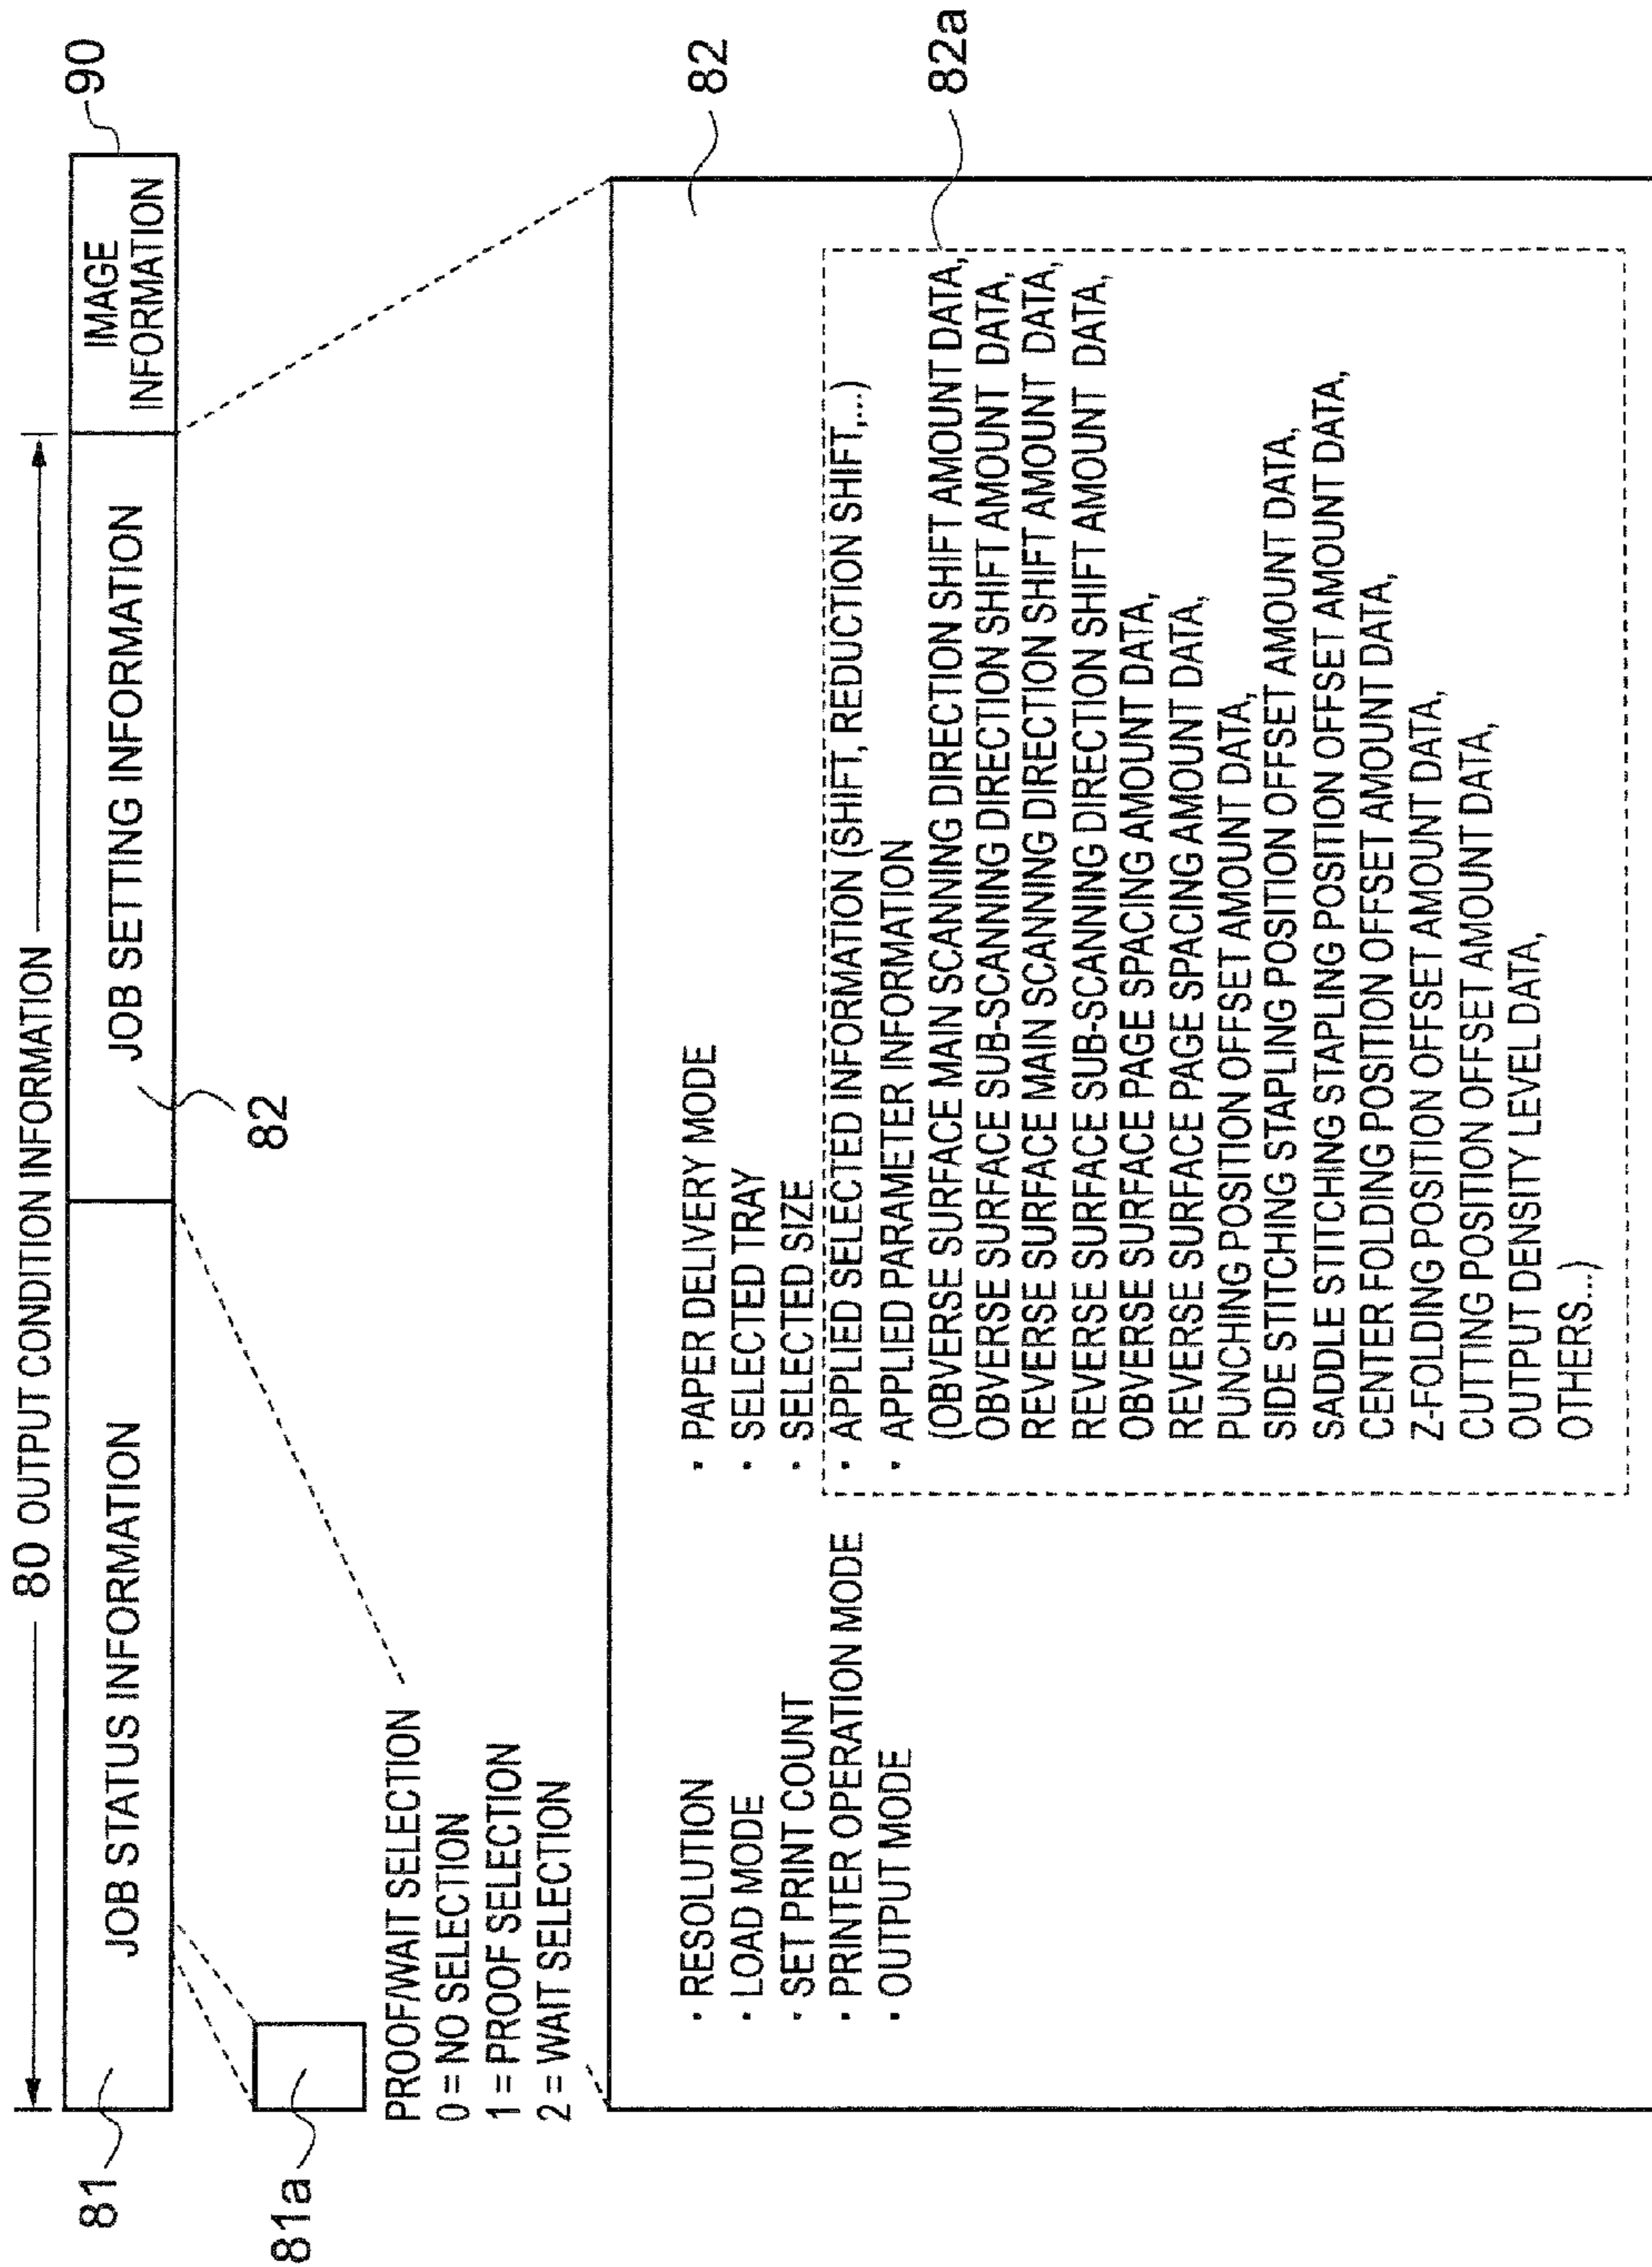 80 OUTPUT CONDITION INFORMATION
81
JOB STATUS INFORMATION
JOB SETTING INFORMATION
82
IMAGE
INFORMATION
90
81a
PROOF/WAIT SELECTION
0 = NO SELECTION
1 = PROOF SELECTION
2 = WAIT SELECTION
82
· RESOLUTION
· LOAD MODE
· SET PRINT COUNT
· PRINTER OPERATION MODE
· OUTPUT MODE
· PAPER DELIVERY MODE
· SELECTED TRAY
· SELECTED SIZE
82a
· APPLIED SELECTED INFORMATION (SHIFT, REDUCTION SHIFT,...)
· APPLIED PARAMETER INFORMATION
(OBVERSE SURFACE MAIN SCANNING DIRECTION SHIFT AMOUNT DATA,
OBVERSE SURFACE SUB-SCANNING DIRECTION SHIFT AMOUNT DATA,
REVERSE SURFACE MAIN SCANNING DIRECTION SHIFT AMOUNT DATA,
REVERSE SURFACE SUB-SCANNING DIRECTION SHIFT AMOUNT DATA,
OBVERSE SURFACE PAGE SPACING AMOUNT DATA,
REVERSE SURFACE PAGE SPACING AMOUNT DATA,
PUNCHING POSITION OFFSET AMOUNT DATA,
SIDE STITCHING STAPLING POSITION OFFSET AMOUNT DATA,
SADDLE STITCHING STAPLING POSITION OFFSET AMOUNT DATA,
CENTER FOLDING POSITION OFFSET AMOUNT DATA,
Z-FOLDING POSITION OFFSET AMOUNT DATA,
CUTTING POSITION OFFSET AMOUNT DATA,
OUTPUT DENSITY LEVEL DATA,
OTHERS...)